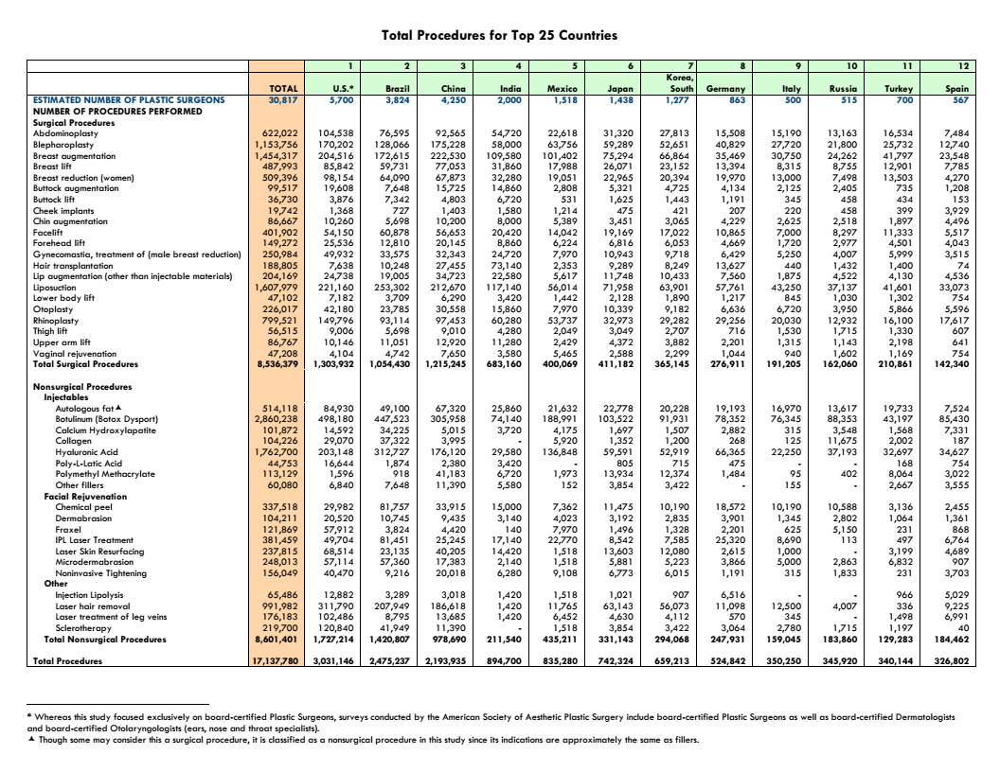 Total Procedures for Top 25 Countries
1 2 3 4 5 6 7 8 9 10 11 12
TOTAL U.S.* Brazil China India Mexico Japan Korea, South Germany Italy Russia Turkey Spain
ESTIMATED NUMBER OF PLASTIC SURGEONS 30,817 5,700 3,824 4,250 2,000 1,518 1,438 1,277 863 500 515 700 567
NUMBER OF PROCEDURES PERFORMED
Surgical Procedures
Abdominoplasty 622,022 104,538 76,595 92,565 54,720 22,618 31,320 27,813 15,508 15,190 13,163 16,534 7,484
Blepharoplasty 1,153,756 170,202 128,066 175,228 58,000 63,756 59,289 52,651 40,829 27,720 21,800 25,732 12,740
Breast augmentation 1,454,317 204,516 172,615 222,530 109,580 101,402 75,294 66,864 35,469 30,750 24,262 41,797 23,548
Breast lift 487,993 85,842 59,731 77,053 31,860 17,988 26,071 23,152 13,394 8,315 8,755 12,901 7,785
Breast reduction (women) 509,396 98,154 64,090 67,873 32,280 19,051 22,965 20,394 19,970 13,000 7,498 13,503 4,270
Buttock augmentation 99,517 19,608 7,648 15,725 14,860 2,808 5,321 4,725 4,134 2,125 2,405 735 1,208
Buttock lift 36,730 3,876 7,342 4,803 6,720 531 1,625 1,443 1,191 345 458 434 153
Cheek implants 19,742 1,368 727 1,403 1,580 1,214 475 421 207 220 458 399 3,929
Chin augmentation 86,667 10,260 5,698 10,200 8,000 5,389 3,451 3,065 4,229 2,625 2,518 1,897 4,496
Facelift 401,902 54,150 60,878 56,653 20,420 14,042 19,169 17,022 10,865 7,000 8,297 11,333 5,517
Forehead lift 149,272 25,536 12,810 20,145 8,860 6,224 6,816 6,053 4,669 1,720 2,977 4,501 4,043
Gynecomastia, treatment of (male breast reduction) 250,984 49,932 33,575 32,343 24,720 7,970 10,943 9,718 6,429 5,250 4,007 5,999 3,515
Hair transplantation 188,805 7,638 10,248 27,455 73,140 2,353 9,289 8,249 13,627 440 1,432 1,400 74
Lip augmentation (other than injectable materials) 204,169 24,738 19,005 34,723 22,580 5,617 11,748 10,433 7,560 1,875 4,522 4,130 4,536
Liposuction 1,607,979 221,160 253,302 212,670 117,140 56,014 71,958 63,901 57,761 43,250 37,137 41,601 33,073
Lower body lift 47,102 7,182 3,709 6,290 3,420 1,442 2,128 1,890 1,217 845 1,030 1,302 754
Otoplasty 226,017 42,180 23,785 30,558 15,860 7,970 10,339 9,182 6,636 6,720 3,950 5,866 5,596
Rhinoplasty 799,521 149,796 93,114 97,453 60,280 53,737 32,973 29,282 29,256 20,030 12,932 16,100 17,617
Thigh lift 56,515 9,006 5,698 9,010 4,280 2,049 3,049 2,707 716 1,530 1,715 1,330 607
Upper arm lift 86,767 10,146 11,051 12,920 11,280 2,429 4,372 3,882 2,201 1,315 1,143 2,198 641
Vaginal rejuvenation 47,208 4,104 4,742 7,650 3,580 5,465 2,588 2,299 1,044 940 1,602 1,169 754
Total Surgical Procedures 8,536,379 1,303,932 1,054,430 1,215,245 683,160 400,069 411,182 365,145 276,911 191,205 162,060 210,861 142,340
Nonsurgical Procedures
Injectables
Autologous fat▲ 514,118 84,930 49,100 67,320 25,860 21,632 22,778 20,228 19,193 16,970 13,617 19,733 7,524
Botulinum (Botox Dysport) 2,860,238 498,180 447,523 305,958 74,140 188,991 103,522 91,931 78,352 76,345 88,353 43,197 85,430
Calcium Hydroxylapatite 101,872 14,592 34,225 5,015 3,720 4,175 1,697 1,507 2,882 315 3,548 1,568 7,331
Collagen 104,226 29,070 37,322 3,995 - 5,920 1,352 1,200 268 125 11,675 2,002 187
Hyaluronic Acid 1,762,700 203,148 312,727 176,120 29,580 136,848 59,591 52,919 66,365 22,250 37,193 32,697 34,627
Poly-L-Latic Acid 44,753 16,644 1,874 2,380 3,420 - 805 715 475 - - 168 754
Polymethyl Methacrylate 113,129 1,596 918 41,183 6,720 1,973 13,934 12,374 1,484 95 402 8,064 3,022
Other fillers 60,080 6,840 7,648 11,390 5,580 152 3,854 3,422 - 155 - 2,667 3,555
Facial Rejuvenation
Chemical peel 337,518 29,982 81,757 33,915 15,000 7,362 11,475 10,190 18,572 10,190 10,588 3,136 2,455
Dermabrasion 104,211 20,520 10,745 9,435 3,140 4,023 3,192 2,835 3,901 1,345 2,802 1,064 1,361
Fraxel 121,869 57,912 3,824 4,420 140 7,970 1,496 1,328 2,201 625 5,150 231 868
IPL Laser Treatment 381,459 49,704 81,451 25,245 17,140 22,770 8,542 7,585 25,320 8,690 113 497 6,764
Laser Skin Resurfacing 237,815 68,514 23,135 40,205 14,420 1,518 13,603 12,080 2,615 1,000 - 3,199 4,689
Microdermabrasion 248,013 57,114 57,360 17,383 2,140 1,518 5,881 5,223 3,866 5,000 2,863 6,832 907
Noninvasive Tightening 156,049 40,470 9,216 20,018 6,280 9,108 6,773 6,015 1,191 315 1,833 231 3,703
Other
Injection Lipolysis 65,486 12,882 3,289 3,018 1,420 1,518 1,021 907 6,516 - - 966 5,029
Laser hair removal 991,982 311,790 207,949 186,618 1,420 11,765 63,143 56,073 11,098 12,500 4,007 336 9,225
Laser treatment of leg veins 176,183 102,486 8,795 13,685 1,420 6,452 4,630 4,112 570 345 - 1,498 6,991
Sclerotherapy 219,700 120,840 41,949 11,390 - 1,518 3,854 3,422 3,064 2,780 1,715 1,197 40
Total Nonsurgical Procedures 8,601,401 1,727,214 1,420,807 978,690 211,540 435,211 331,143 294,068 247,931 159,045 183,860 129,283 184,462
Total Procedures 17,137,780 3,031,146 2,475,237 2,193,935 894,700 835,280 742,324 659,213 524,842 350,250 345,920 340,144 326,802
* Whereas this study focused exclusively on board-certified Plastic Surgeons, surveys conducted by the American Society of Aesthetic Plastic Surgery include board-certified Plastic Surgeons as well as board-certified Dermatologists
and board-certified Otolaryngologists (ears, nose and throat specialists).
▲ Though some may consider this a surgical procedure, it is classified as a nonsurgical procedure in this study since its indications are approximately the same as fillers.